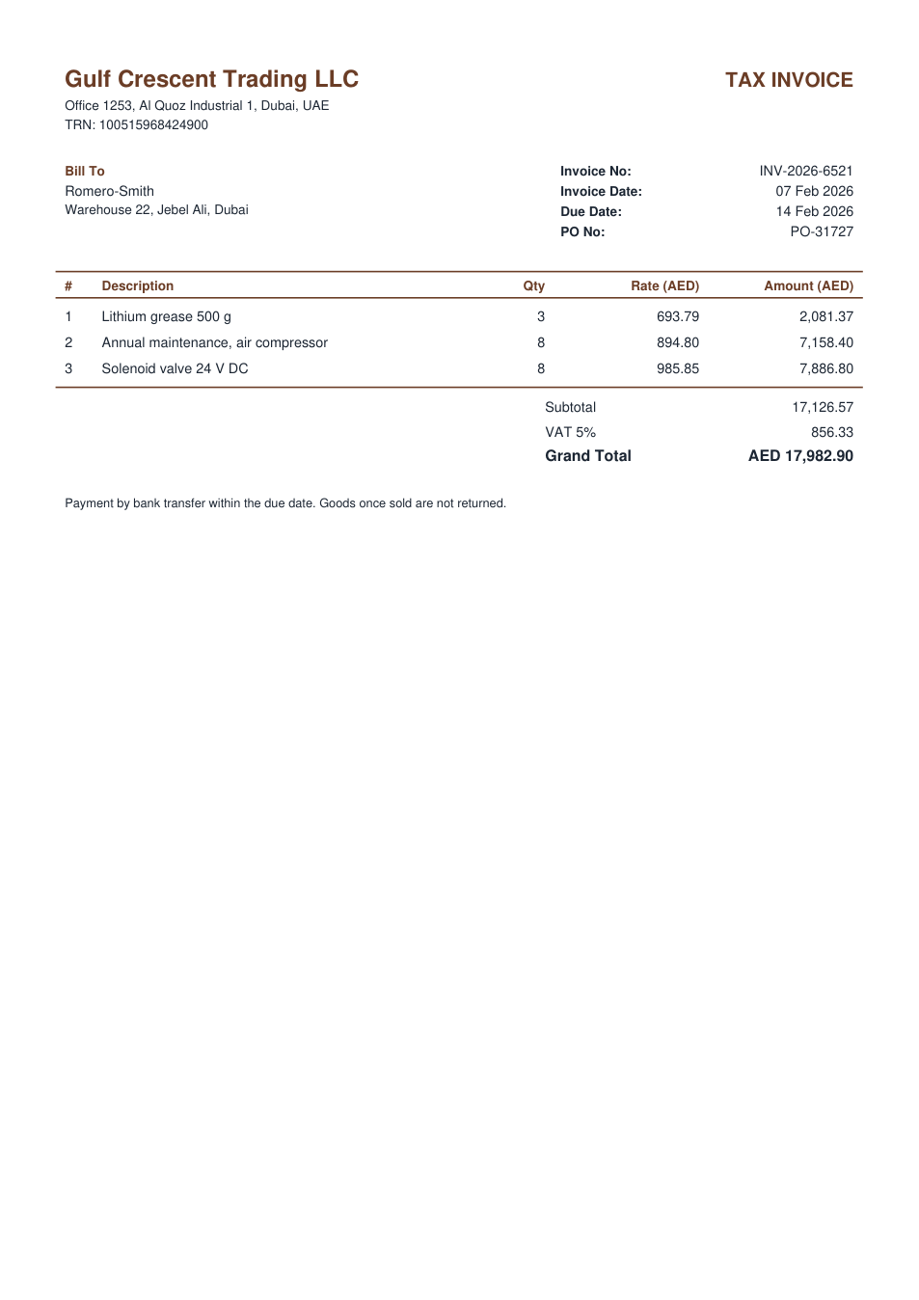 Gulf Crescent Trading LLC
TAX INVOICE
Office 1253, Al Quoz Industrial 1, Dubai, UAE
TRN: 100515968424900
Bill To
Romero-Smith
Warehouse 22, Jebel Ali, Dubai
Invoice No: INV-2026-6521
Invoice Date: 07 Feb 2026
Due Date: 14 Feb 2026
PO No: PO-31727
# Description Qty Rate (AED) Amount (AED)
1 Lithium grease 500 g 3 693.79 2,081.37
2 Annual maintenance, air compressor 8 894.80 7,158.40
3 Solenoid valve 24 V DC 8 985.85 7,886.80
Subtotal 17,126.57
VAT 5% 856.33
Grand Total AED 17,982.90
Payment by bank transfer within the due date. Goods once sold are not returned.